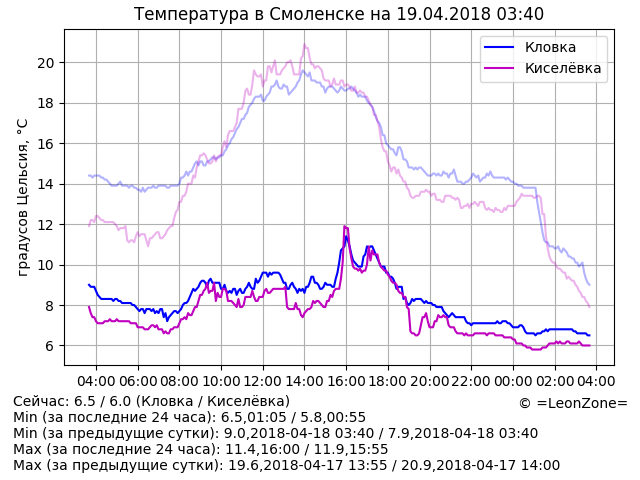 Температура в Смоленске на 19.04.2018 03:40
Кловка
Киселёвка
градусов Цельсия, °C
20
18
16
14
12
10
8
6
04:00 06:00 08:00 10:00 12:00 14:00 16:00 18:00 20:00 22:00 00:00 02:00 04:00
Сейчас: 6.5 / 6.0 (Кловка / Киселёвка)
© =LeonZone=
Min (за последние 24 часа): 6.5,01:05 / 5.8,00:55
Min (за предыдущие сутки): 9.0,2018-04-18 03:40 / 7.9,2018-04-18 03:40
Max (за последние 24 часа): 11.4,16:00 / 11.9,15:55
Max (за предыдущие сутки): 19.6,2018-04-17 13:55 / 20.9,2018-04-17 14:00